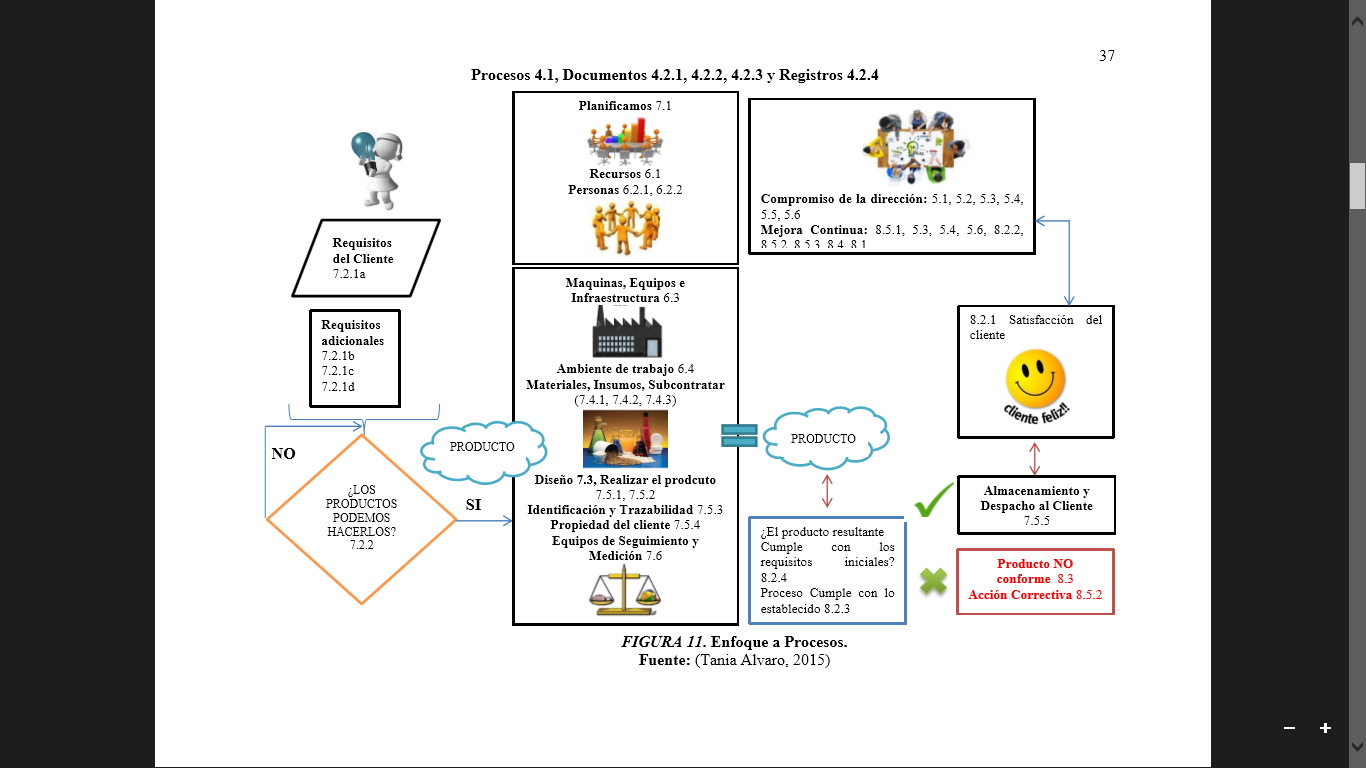 37
Procesos 4.1, Documentos 4.2.1, 4.2.2, 4.2.3 y Registros 4.2.4
Requisitos
del Cliente
7.2.1a
Requisitos
adicionales
7.2.1b
7.2.1c
7.2.1d
NO
¿LOS
PRODUCTOS
PODEMOS
HACERLOS?
7.2.2
SI
PRODUCTO
Planificamos 7.1
Recursos 6.1
Personas 6.2.1, 6.2.2
Maquinas, Equipos e
Infraestructura 6.3
Ambiente de trabajo 6.4
Materiales, Insumos, Subcontratar
(7.4.1, 7.4.2, 7.4.3)
Diseño 7.3, Realizar el prodcuto
7.5.1, 7.5.2
Identificación y Trazabilidad 7.5.3
Propiedad del cliente 7.5.4
Equipos de Seguimiento y
Medición 7.6
Compromiso de la dirección: 5.1, 5.2, 5.3, 5.4,
5.5, 5.6
Mejora Continua: 8.5.1, 5.3, 5.4, 5.6, 8.2.2,
8.5.2, 8.5.3, 8.4, 8.1
8.2.1 Satisfacción del
cliente
cliente feliz!!
PRODUCTO
Almacenamiento y
Despacho al Cliente
7.5.5
¿El producto resultante
Cumple con los
requisitos iniciales?
8.2.4
Proceso Cumple con lo
establecido 8.2.3
Producto NO
conforme 8.3
Acción Correctiva 8.5.2
FIGURA 11. Enfoque a Procesos.
Fuente: (Tania Alvaro, 2015)